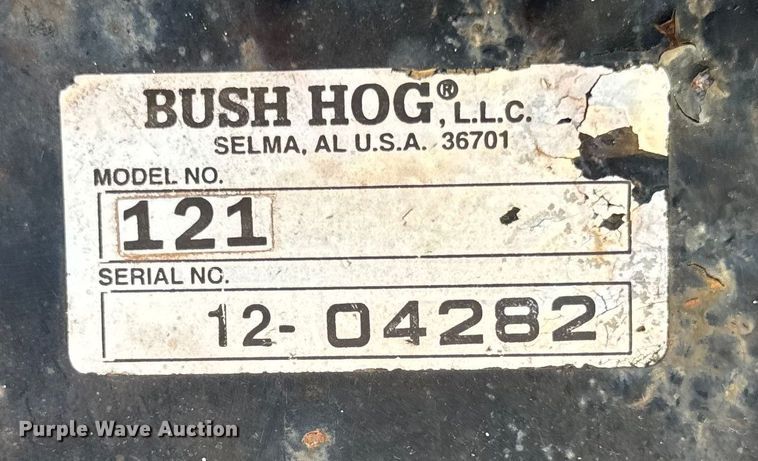 BUSH HOG®, L.L.C.
SELMA, AL U.S.A. 36701
MODEL NO.
121
SERIAL NO.
12- 04282
Purple Wave Auction